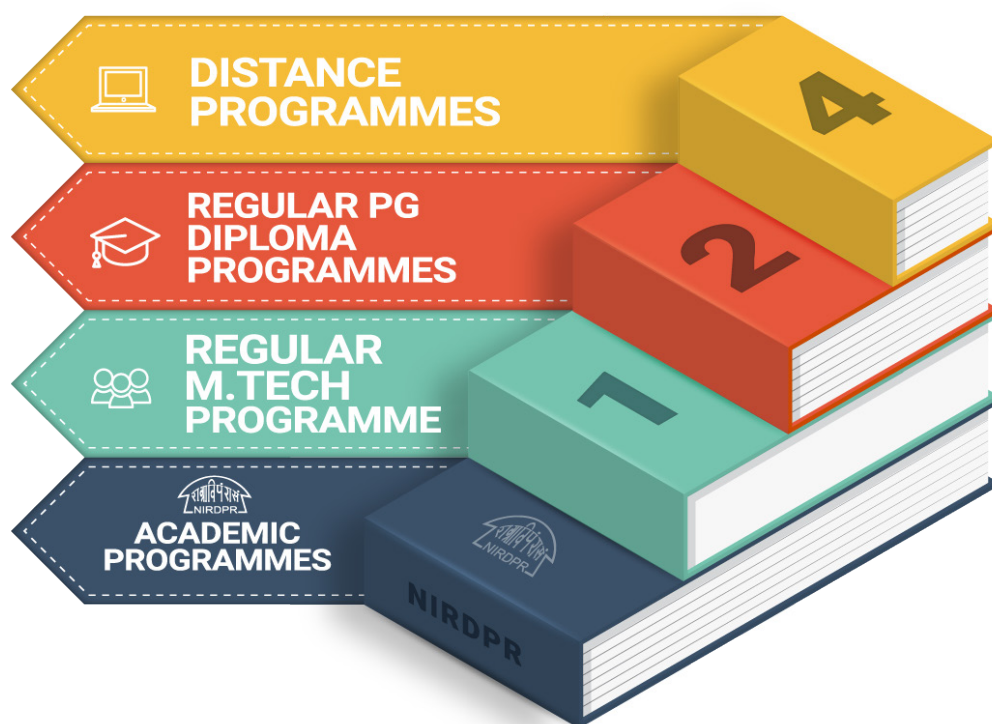 DISTANCE
PROGRAMMES
4
REGULAR PG
DIPLOMA
PROGRAMMES
2
REGULAR
M.TECH
PROGRAMME
1
राग्राविपंरासं
NIRDPR
ACADEMIC
PROGRAMMES
राग्राविपंरासं
NIRDPR
NIRDPR